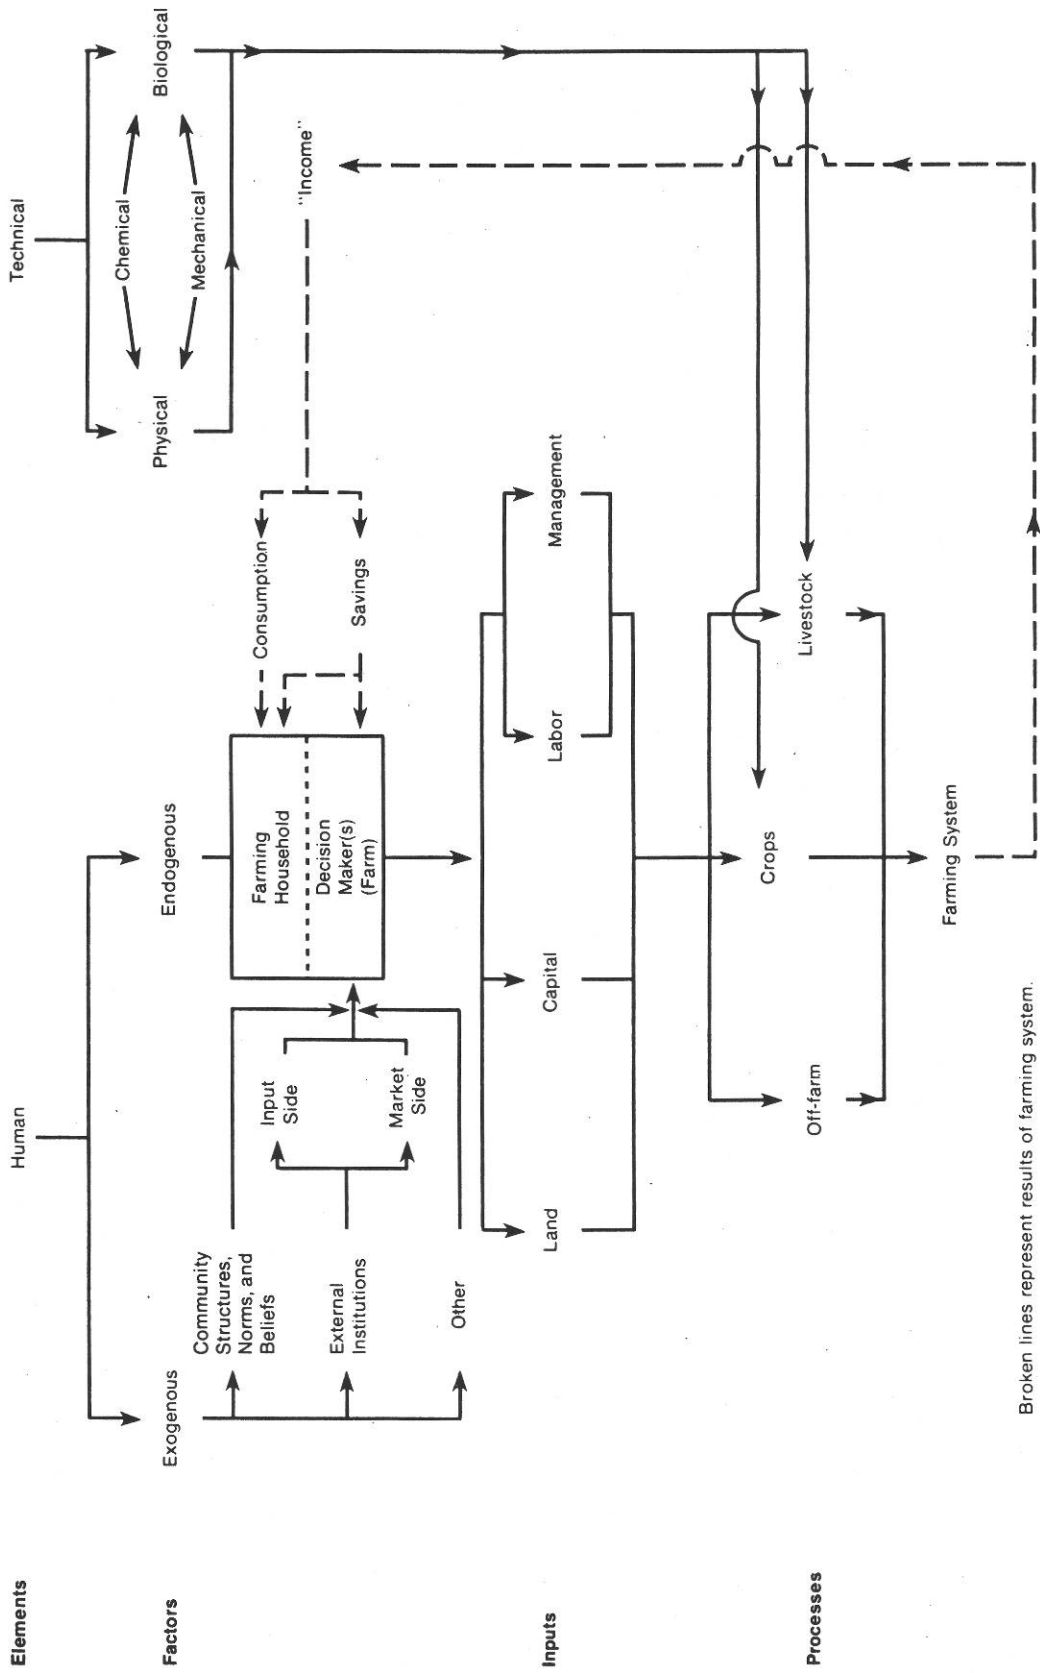 Elements
Human
Technical
Factors
Exogenous
Endogenous
Physical
Chemical
Mechanical
Biological
Community
Structures,
Norms, and
Beliefs
External
Institutions
Other
Input
Side
Market
Side
Farming
Household
Decision
Maker(s)
(Farm)
Consumption
Savings
"Income"
Inputs
Land
Capital
Labor
Management
Processes
Off-farm
Crops
Livestock
Farming System
Broken lines represent results of farming system.